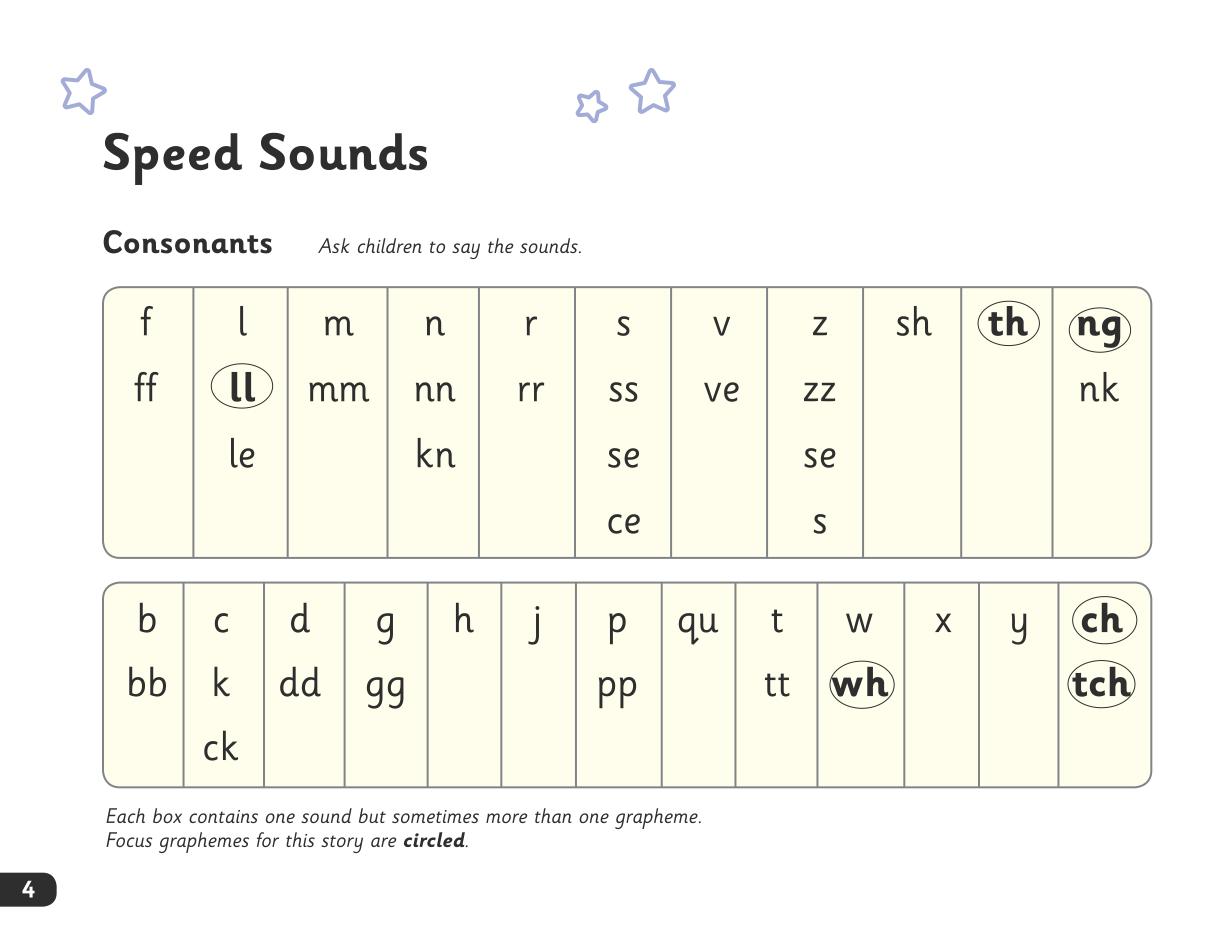 Speed Sounds
Consonants Ask children to say the sounds.
f l m n r s v z sh th ng
ff ll mm nn rr ss ve zz nk
le kn se se
ce s
b c d g h j p qu t w x y ch
bb k dd gg pp tt wh tch
ck
Each box contains one sound but sometimes more than one grapheme.
Focus graphemes for this story are circled.
4